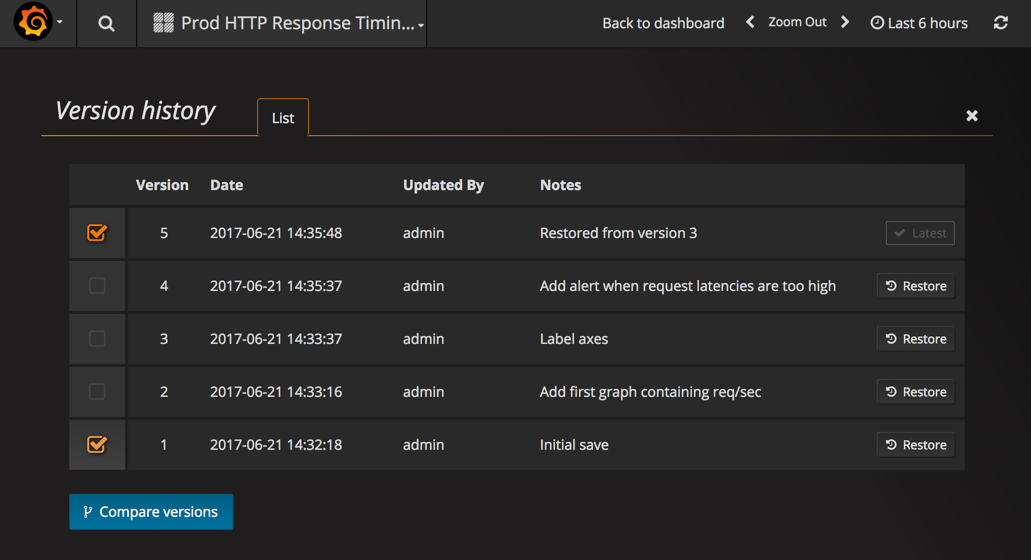 Prod HTTP Response Timin... Back to dashboard Zoom Out Last 6 hours
Version history List
Version Date Updated By Notes
5 2017-06-21 14:35:48 admin Restored from version 3 Latest
4 2017-06-21 14:35:37 admin Add alert when request latencies are too high Restore
3 2017-06-21 14:33:37 admin Label axes Restore
2 2017-06-21 14:33:16 admin Add first graph containing req/sec Restore
1 2017-06-21 14:32:18 admin Initial save Restore
Compare versions